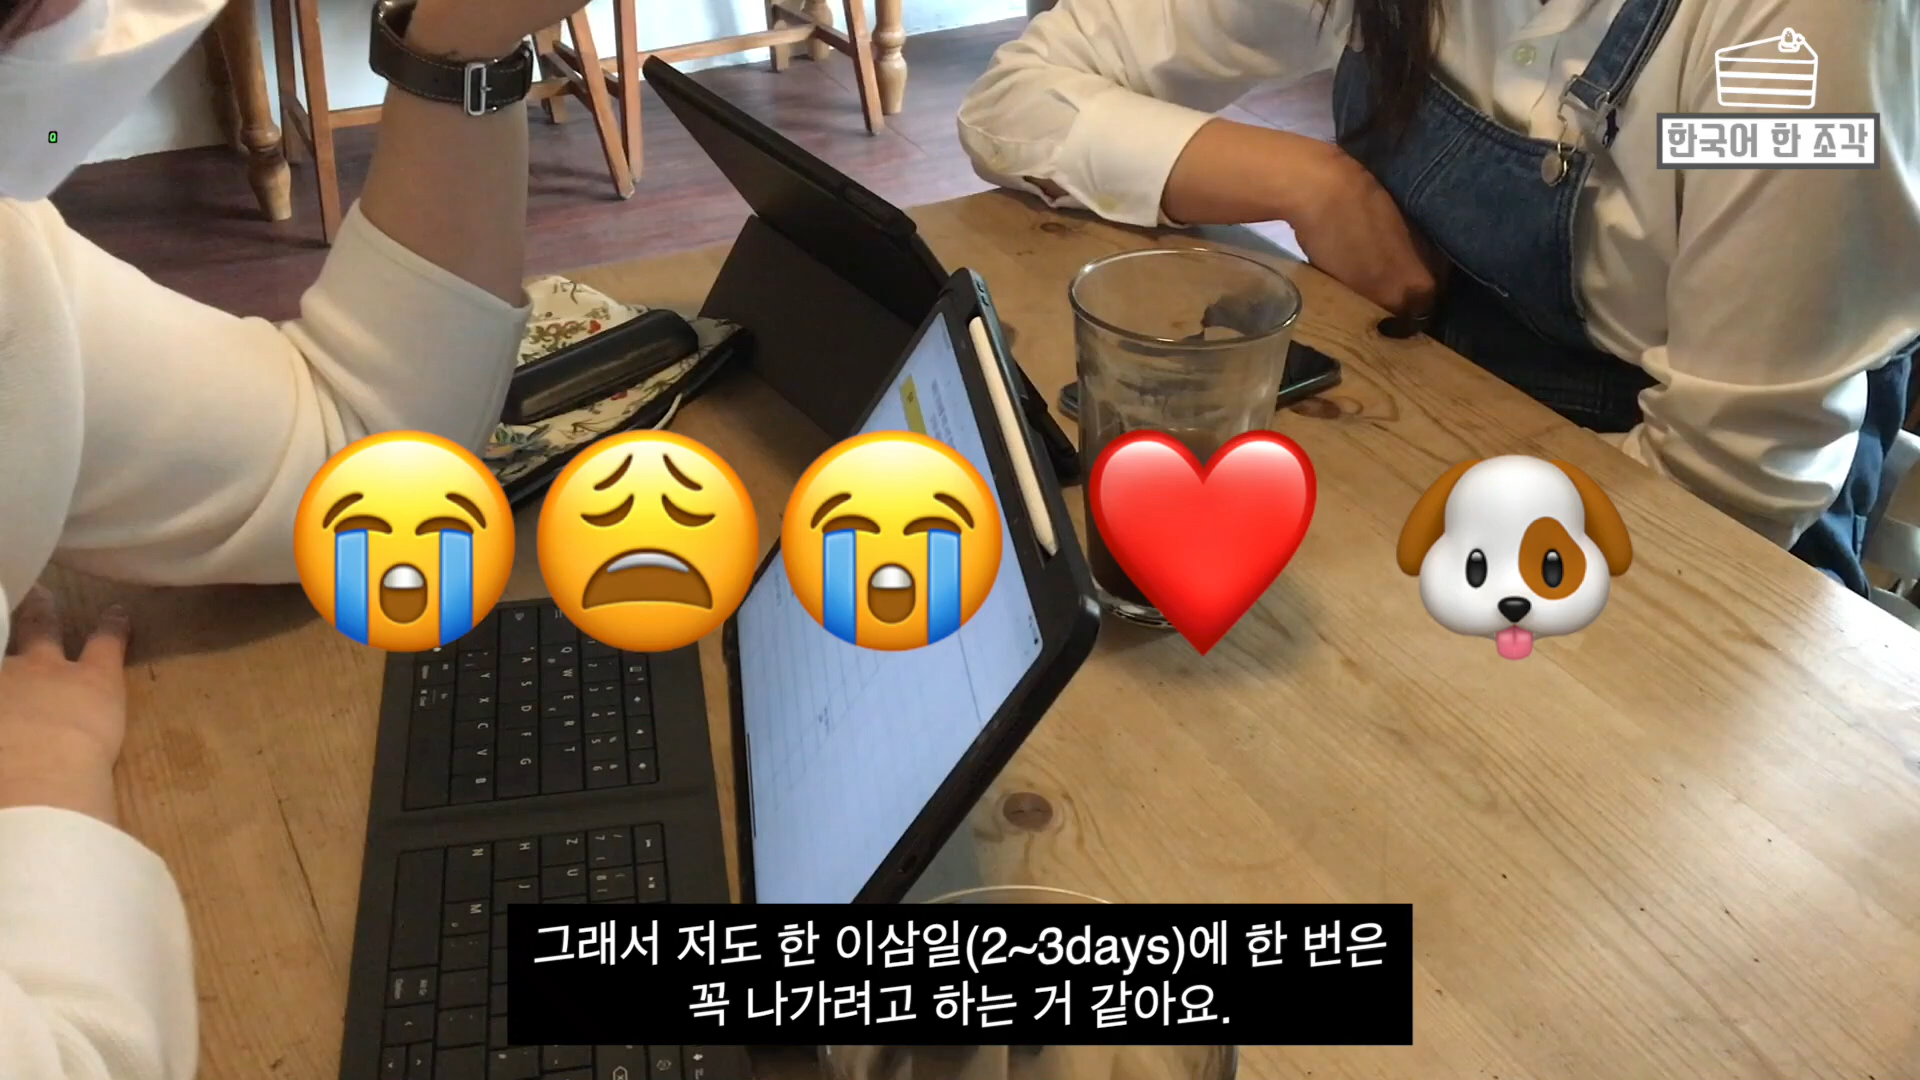 0
한국어 한 조각
그래서 저도 한 이삼일(2~3days)에 한 번은
꼭 나가려고 하는 거 같아요.